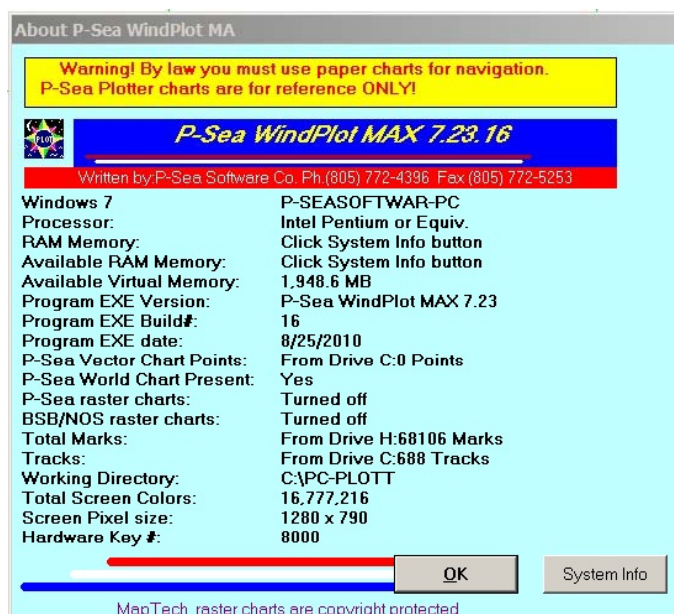 About P-Sea WindPlot MA
Warning! By law you must use paper charts for navigation.
P-Sea Plotter charts are for reference ONLY!
PLOT
P-Sea WindPlot MAX 7.23.16
Written by:P-Sea Software Co. Ph.(805) 772-4396 Fax (805) 772-5253
Windows 7 P-SEASOFTWAR-PC
Processor: Intel Pentium or Equiv.
RAM Memory: Click System Info button
Available RAM Memory: Click System Info button
Available Virtual Memory: 1,948.6 MB
Program EXE Version: P-Sea WindPlot MAX 7.23
Program EXE Build#: 16
Program EXE date: 8/25/2010
P-Sea Vector Chart Points: From Drive C:0 Points
P-Sea World Chart Present: Yes
P-Sea raster charts: Turned off
BSB/NOS raster charts: Turned off
Total Marks: From Drive H:68106 Marks
Tracks: From Drive C:688 Tracks
Working Directory: C:\PC-PLOTT
Total Screen Colors: 16,777,216
Screen Pixel size: 1280 x 790
Hardware Key #: 8000
OK
System Info
MapTech raster charts are copyright protected